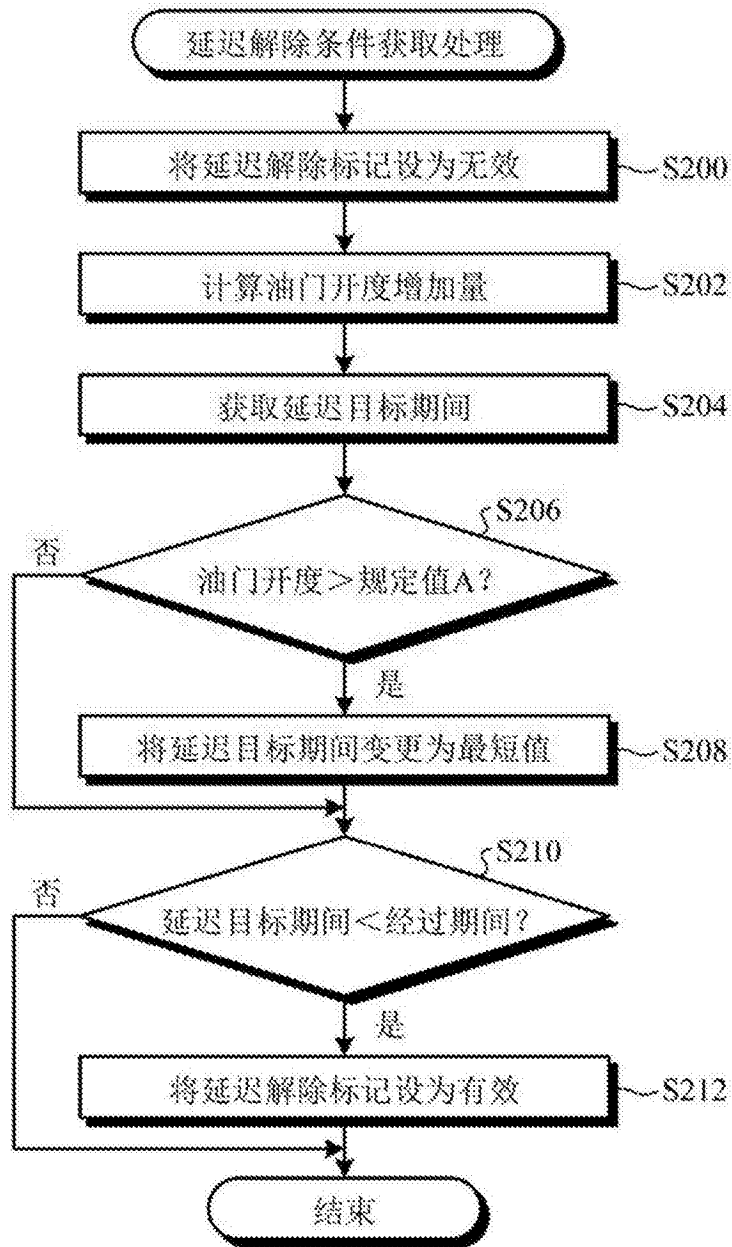 延迟解除条件获取处理
将延迟解除标记设为无效
S200
计算油门开度增加量
S202
获取延迟目标期间
S204
S206
否
油门开度＞规定值A？
是
将延迟目标期间变更为最短值
S208
S210
否
延迟目标期间＜经过期间？
是
将延迟解除标记设为有效
S212
结束